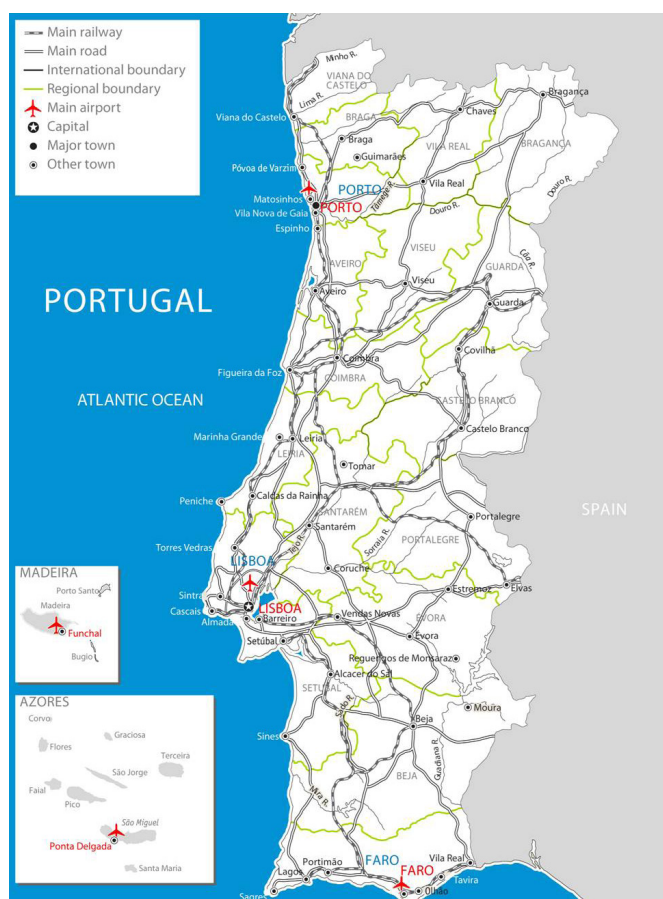 Main railway
Main road
International boundary
Regional boundary
Main airport
Capital
Major town
Other town
Minho R.
VIANA DO
CASTELO
Lima R.
Viana do Castelo
BRAGA
Braga
Guimarães
Chaves
Bragança
VILA REAL
BRAGANÇA
Póvoa de Varzim
PORTO
Tâmega R.
Vila Real
Matosinhos
PORTO
Vila Nova de Gaia
Douro R.
Douro R.
Espinho
VISEU
AVEIRO
Côa R.
GUARDA
Viseu
Aveiro
Guarda
PORTUGAL
Coimbra
Covilhã
Figueira da Foz
COIMBRA
ATLANTIC OCEAN
CASTELO BRANCO
Castelo Branco
Marinha Grande
Leiria
LEIRIA
Tomar
Peniche
Caldas da Rainha
SPAIN
SANTARÉM
Santarém
Portalegre
Tejo R.
Sorraia R.
PORTALEGRE
Torres Vedras
LISBOA
Coruche
Estremoz
Elvas
Sintra
LISBOA
Cascais
Almada
Barreiro
Vendas Novas
ÉVORA
Évora
Setúbal
Reguengos de Monsaraz
Alcacer do Sal
SETUBAL
Sado R.
Moura
Beja
Sines
Guadiana R.
BEJA
Mira R.
Portimão
FARO
Vila Real
Lagos
FARO
Tavira
Sagres
Olhão
MADEIRA
Porto Santo
Madeira
Funchal
Bugio
AZORES
Corvo
Graciosa
Flores
Terceira
São Jorge
Faial
Pico
São Miguel
Ponta Delgada
Santa Maria